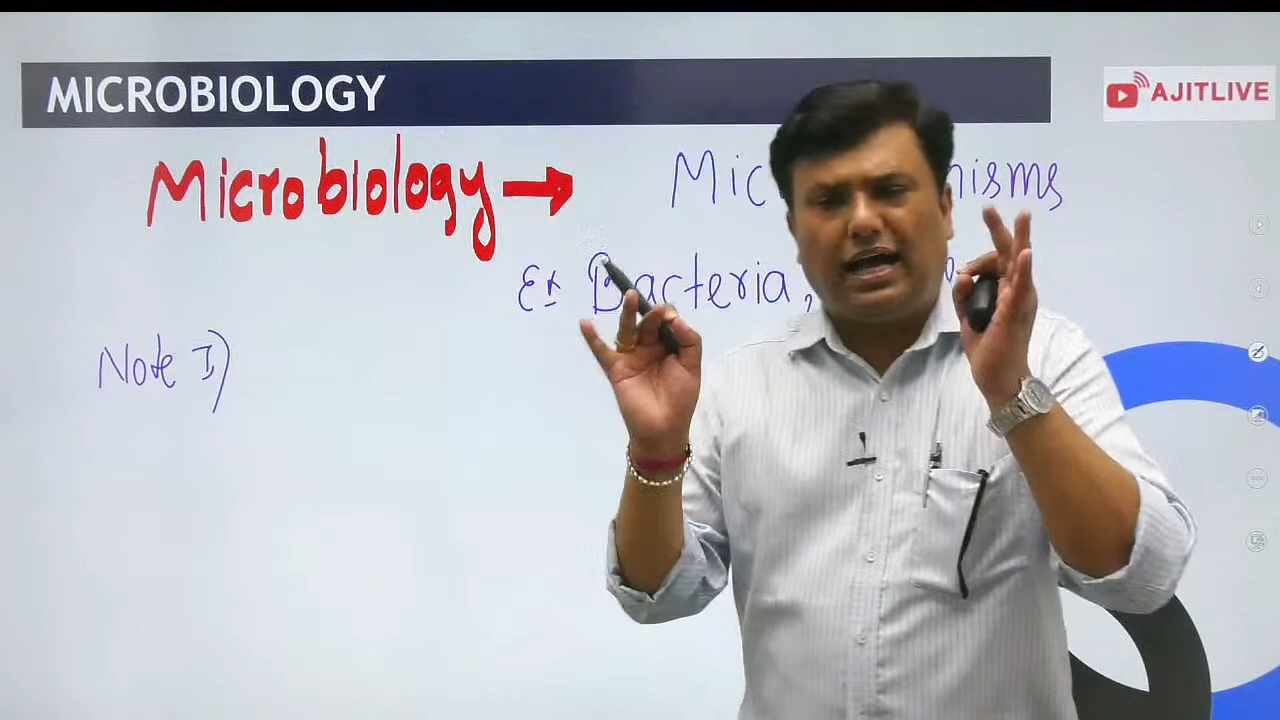 MICROBIOLOGY
AJITLIVE
Microbiology → Mic nisms
Ex Bacteria,
Note I)